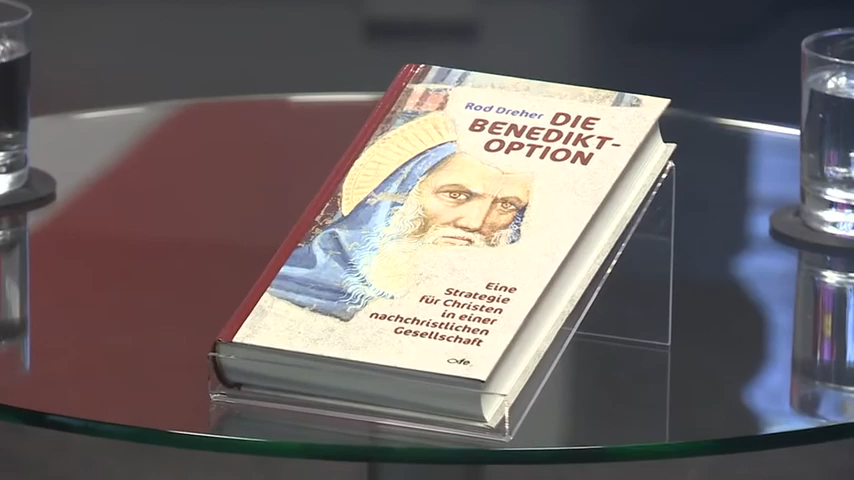 Rod Dreher DIE
BENEDIKT-
OPTION
Eine
Strategie
für Christen
in einer
nachchristlichen
Gesellschaft
fe